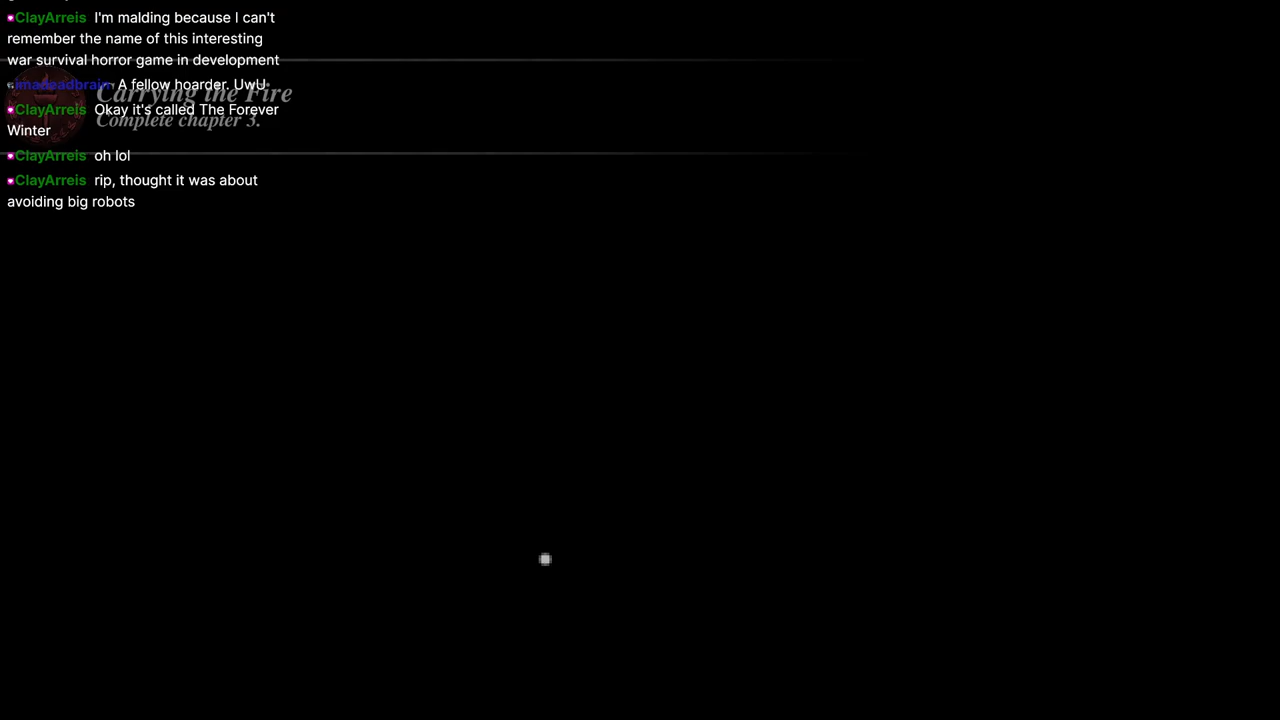 ClayArreis I'm malding because I can't
remember the name of this interesting
war survival horror game in development
imadeadbrain A fellow hoarder. UwU
Carrying the Fire
ClayArreis Okay it's called The Forever
Complete chapter 3.
Winter
ClayArreis oh lol
ClayArreis rip, thought it was about
avoiding big robots